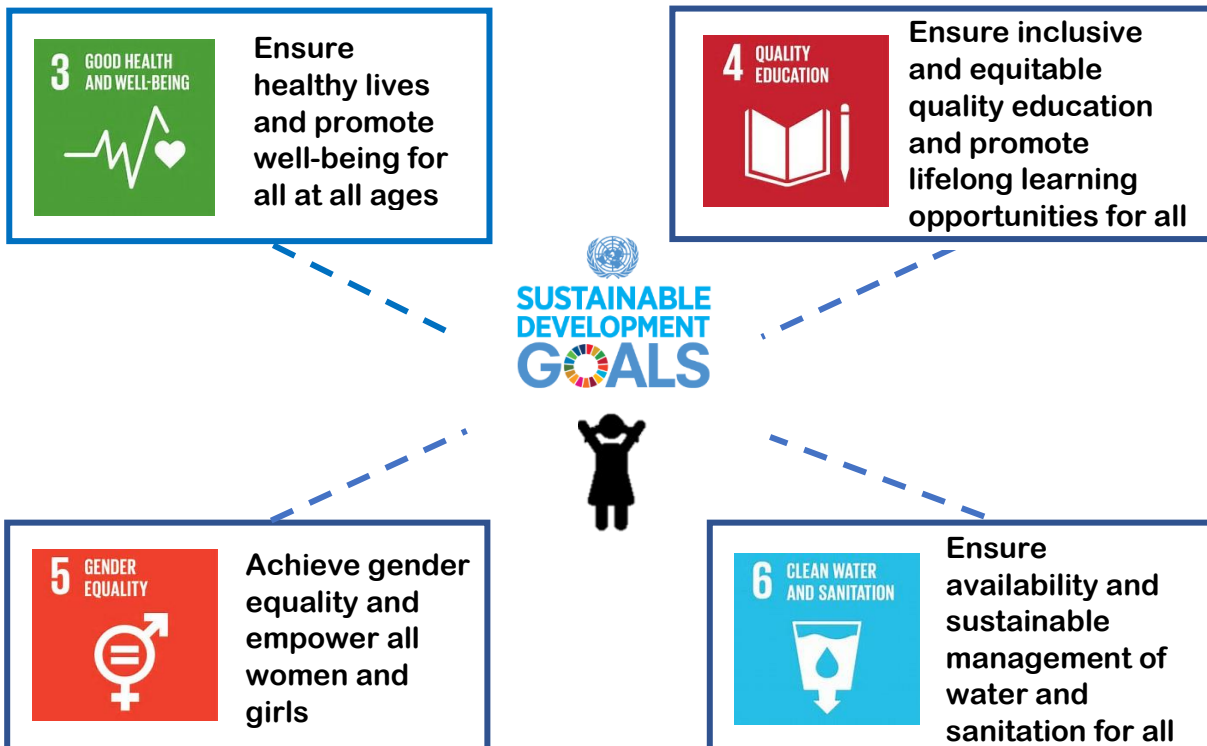 3 GOOD HEALTH
AND WELL-BEING
Ensure
healthy lives
and promote
well-being for
all at all ages
4 QUALITY
EDUCATION
Ensure inclusive
and equitable
quality education
and promote
lifelong learning
opportunities for all
SUSTAINABLE
DEVELOPMENT
GOALS
5 GENDER
EQUALITY
Achieve gender
equality and
empower all
women and
girls
6 CLEAN WATER
AND SANITATION
Ensure
availability and
sustainable
management of
water and
sanitation for all